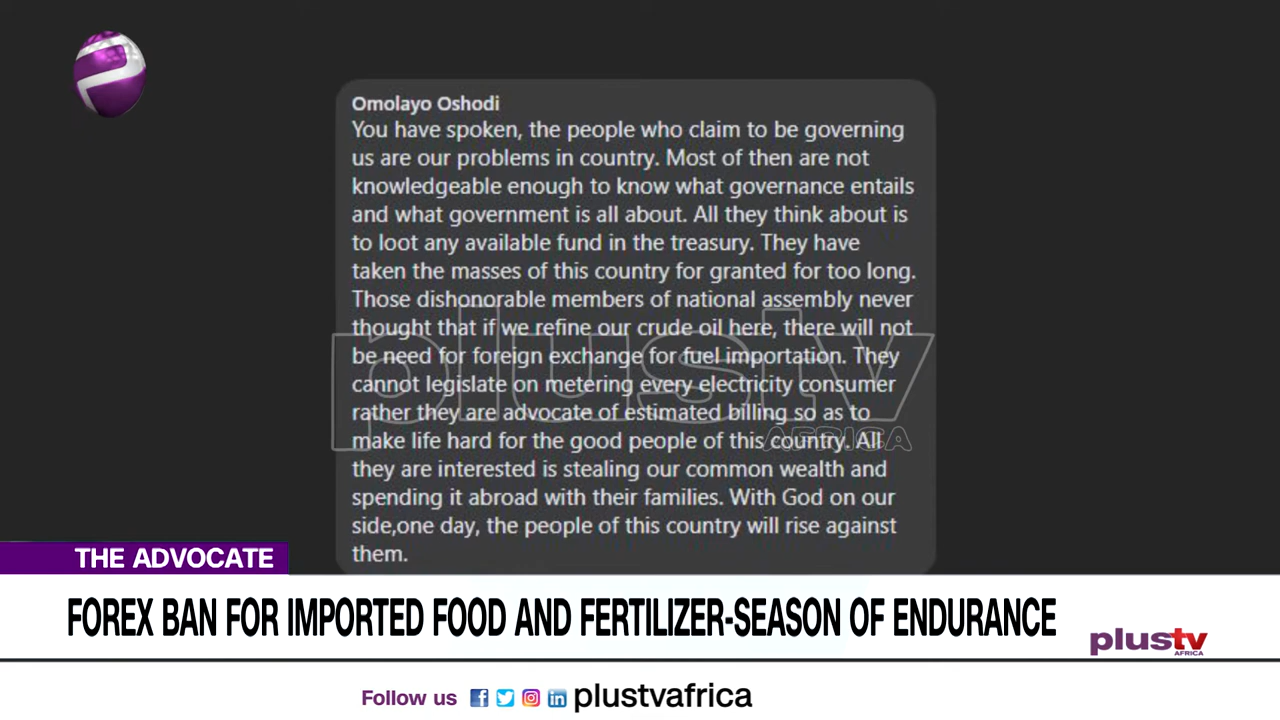 Omolayo Oshodi
You have spoken, the people who claim to be governing
us are our problems in country. Most of then are not
knowledgeable enough to know what governance entails
and what government is all about. All they think about is
to loot any available fund in the treasury. They have
taken the masses of this country for granted for too long.
Those dishonorable members of national assembly never
thought that if we refine our crude oil here, there will not
be need for foreign exchange for fuel importation. They
cannot legislate on metering every electricity consumer
rather they are advocate of estimated billing so as to
make life hard for the good people of this country. All
they are interested is stealing our common wealth and
spending it abroad with their families. With God on our
side,one day, the people of this country will rise against
them.
plustv
AFRICA
THE ADVOCATE
FOREX BAN FOR IMPORTED FOOD AND FERTILIZER-SEASON OF ENDURANCE
plustv
AFRICA
Follow us plustvafrica